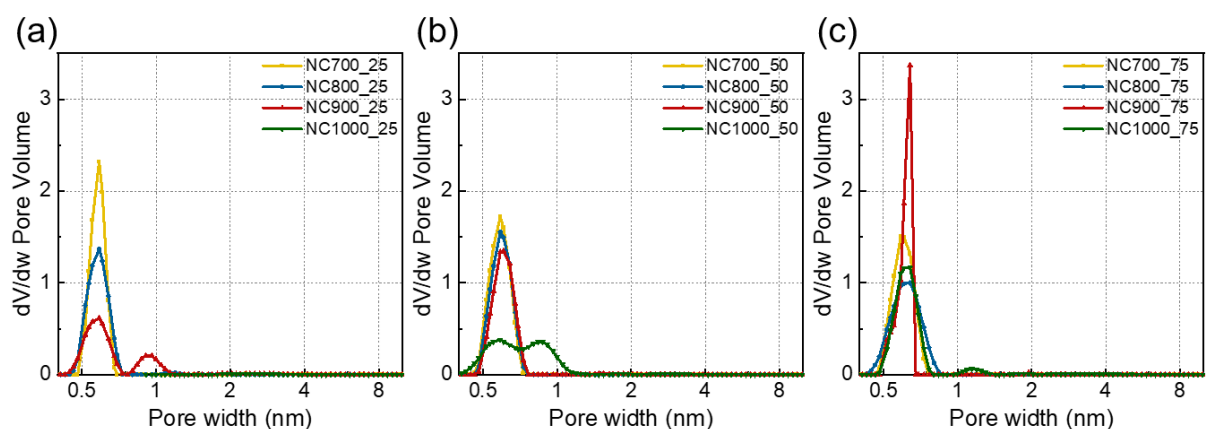 (a)
NC700_25
NC800_25
NC900_25
NC1000_25
3
2
1
0
dV/dw Pore Volume
0.5 1 2 4 8
Pore width (nm)
(b)
NC700_50
NC800_50
NC900_50
NC1000_50
3
2
1
0
dV/dw Pore Volume
0.5 1 2 4 8
Pore width (nm)
(c)
NC700_75
NC800_75
NC900_75
NC1000_75
3
2
1
0
dV/dw Pore Volume
0.5 1 2 4 8
Pore width (nm)